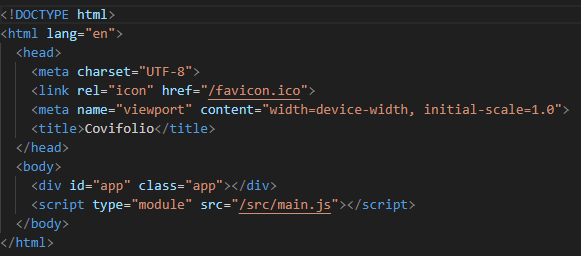 <!DOCTYPE html>
<html lang="en">
  <head>
    <meta charset="UTF-8">
    <link rel="icon" href="/favicon.ico">
    <meta name="viewport" content="width=device-width, initial-scale=1.0">
    <title>Covifolio</title>
  </head>
  <body>
    <div id="app" class="app"></div>
    <script type="module" src="/src/main.js"></script>
  </body>
</html>